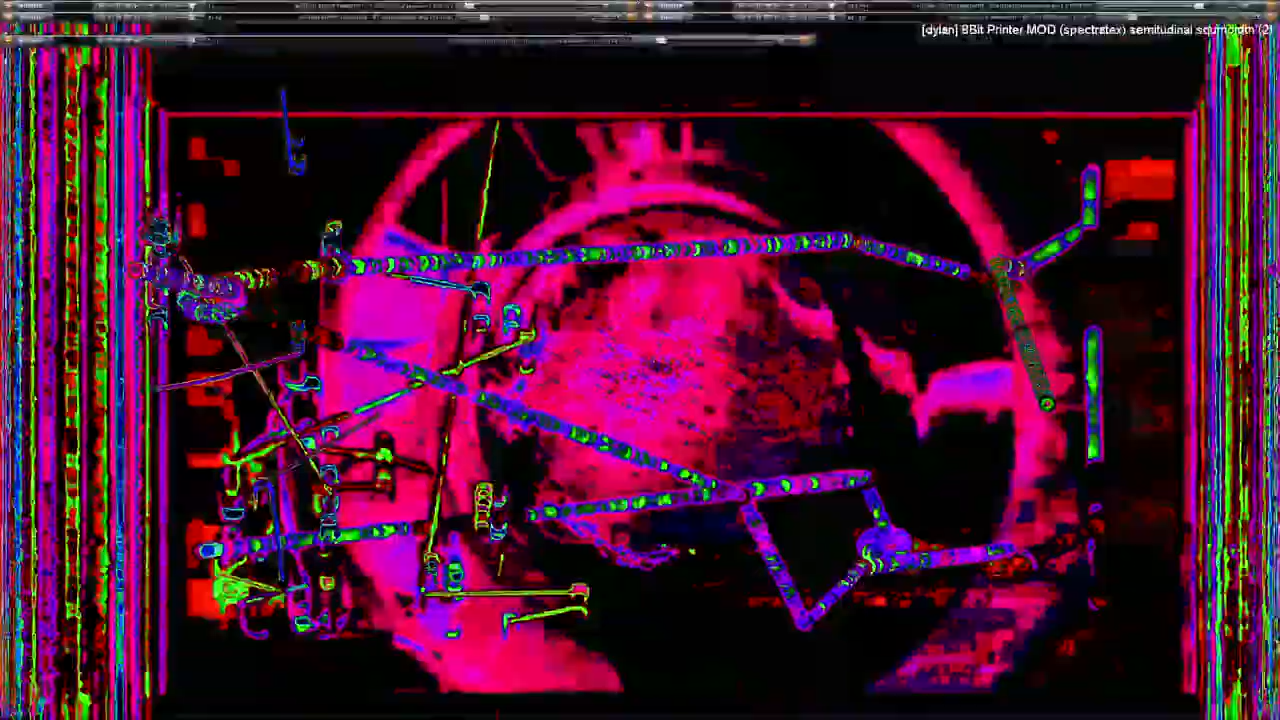 [dylan] 8Bit Printer MOD (spectratex) semitudinal